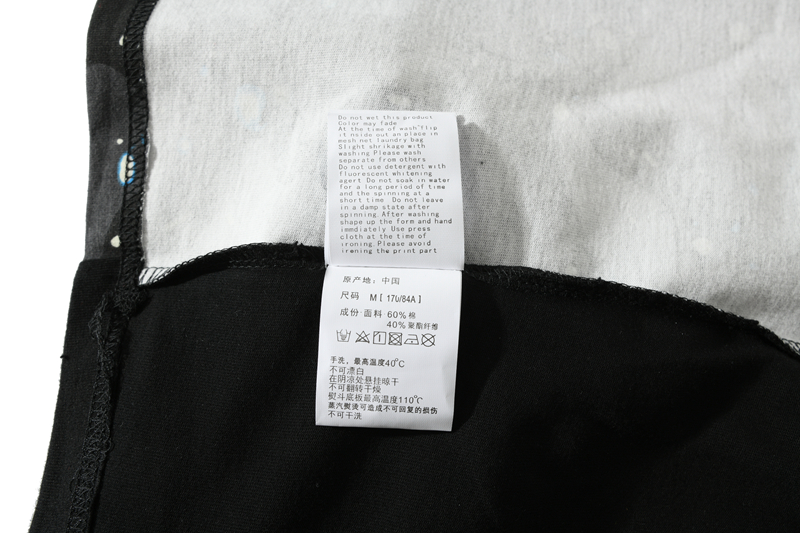 Do not wet this product
Color may fade
At the time of wash flip
it nside out an place in
mesh net laundry bag
Slight shrikage with
washing.Please wash
separate from others
Do not use detergent with
fluorescent whitening
agert. Do not soak in water
for a long period of time
and the spinning at a
short time. Do not leave
in a damp state after
spinning. After washing
shape up the form and hand
immediately. Use press
cloth at the time of
ironing. Please avoid
irening the print part
原产地：中国
尺码 M [ 170/84A ]
成份·面料 60% 棉
40% 聚酯纤维
手洗，最高温度40°C
不可漂白
在阴凉处悬挂晾干
不可翻转干燥
熨斗底板最高温度110°C
蒸汽熨烫可造成不可回复的损伤
不可干洗